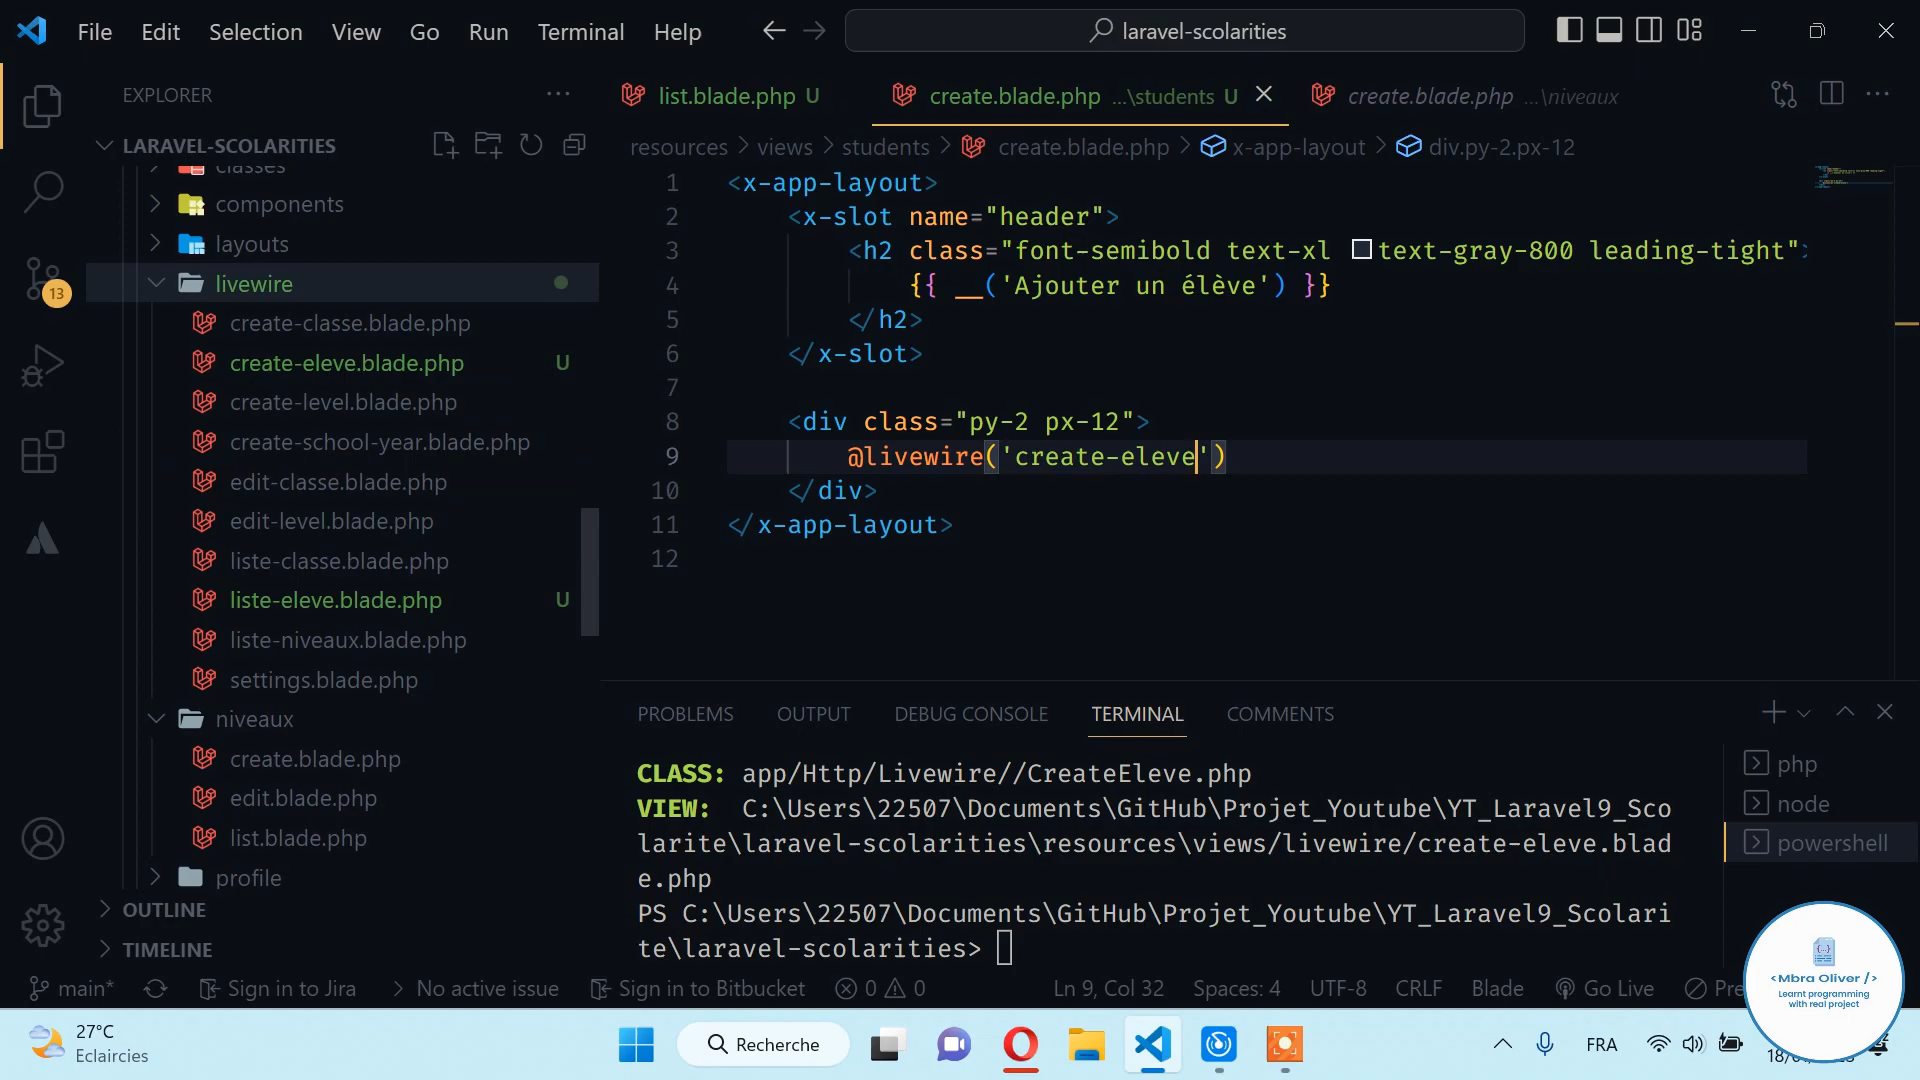 File Edit Selection View Go Run Terminal Help
laravel-scolarities
EXPLORER
LARAVEL-SCOLARITIES
classes
components
layouts
livewire
create-classe.blade.php
create-eleve.blade.php U
create-level.blade.php
create-school-year.blade.php
edit-classe.blade.php
edit-level.blade.php
liste-classe.blade.php
liste-eleve.blade.php U
liste-niveaux.blade.php
settings.blade.php
niveaux
create.blade.php
edit.blade.php
list.blade.php
profile
OUTLINE
TIMELINE
13
list.blade.php U
create.blade.php ...\students U
create.blade.php ...\niveaux
resources > views > students > create.blade.php > x-app-layout > div.py-2.px-12
1 <x-app-layout>
2 <x-slot name="header">
3 <h2 class="font-semibold text-xl text-gray-800 leading-tight">
4 {{ __('Ajouter un élève') }}
5 </h2>
6 </x-slot>
7
8 <div class="py-2 px-12">
9 @livewire('create-eleve')
10 </div>
11 </x-app-layout>
12
PROBLEMS OUTPUT DEBUG CONSOLE TERMINAL COMMENTS
CLASS: app/Http/Livewire//CreateEleve.php
VIEW: C:\Users\22507\Documents\GitHub\Projet_Youtube\YT_Laravel9_Sco
larite\laravel-scolarities\resources\views/livewire/create-eleve.blad
e.php
PS C:\Users\22507\Documents\GitHub\Projet_Youtube\YT_Laravel9_Scolari
te\laravel-scolarities>
php
node
powershell
{...}
<Mbra Oliver />
Learnt programming
with real project
main* Sign in to Jira No active issue Sign in to Bitbucket 0 0 Ln 9, Col 32 Spaces: 4 UTF-8 CRLF Blade Go Live
27°C
Eclaircies
Recherche
FRA